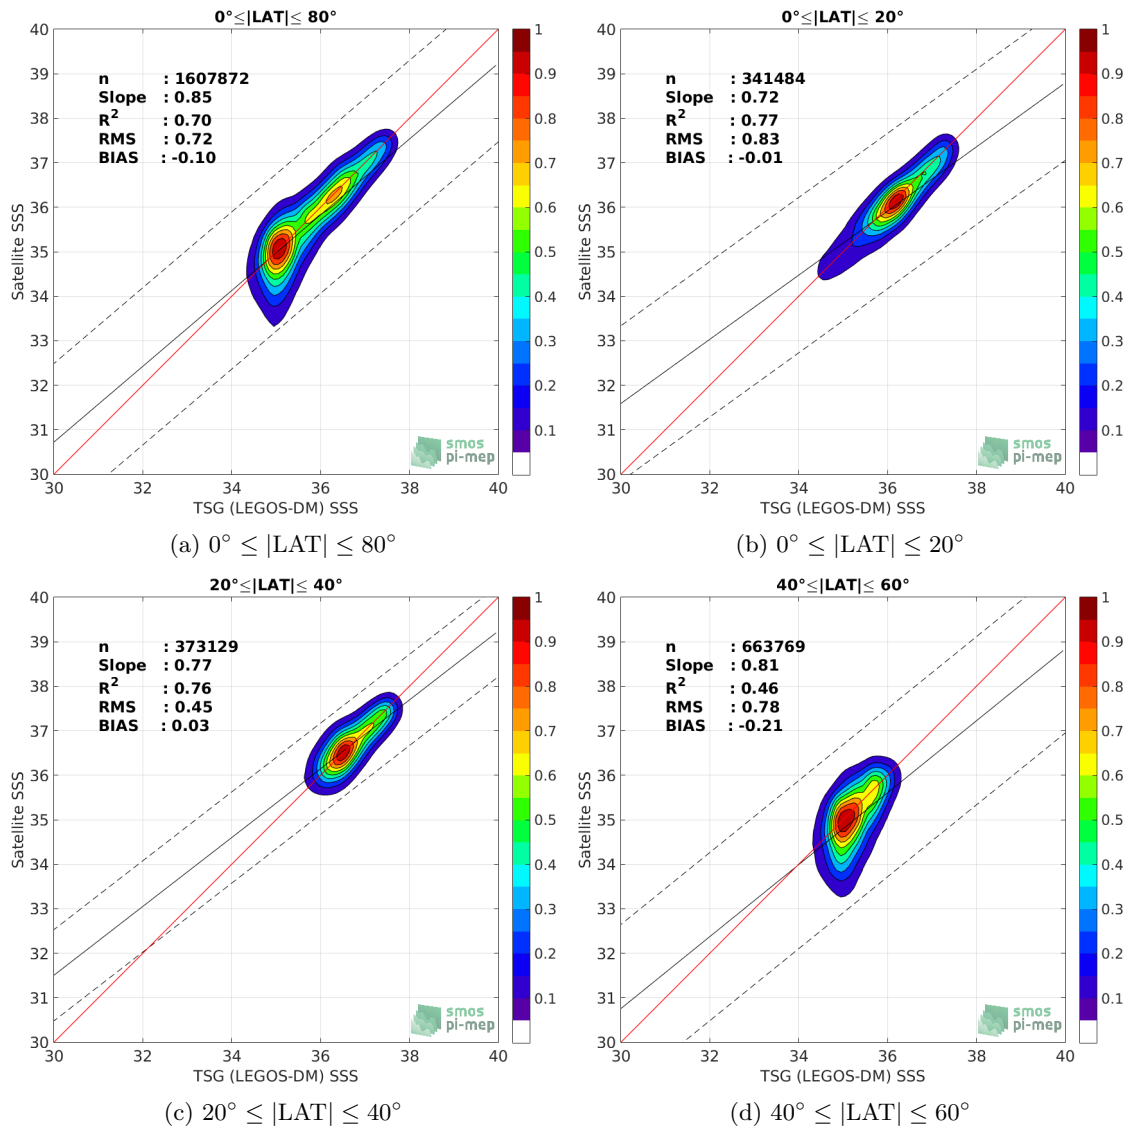 0°≤|LAT|≤ 80°
n : 1607872
Slope : 0.85
R2 : 0.70
RMS : 0.72
BIAS : -0.10
40
39
38
37
36
35
34
33
32
31
30
30 32 34 36 38 40
Satellite SSS
TSG (LEGOS-DM) SSS
1
0.9
0.8
0.7
0.6
0.5
0.4
0.3
0.2
0.1
smos
pi-mep
(a) 0° ≤ |LAT| ≤ 80°
0°≤|LAT|≤ 20°
n : 341484
Slope : 0.72
R2 : 0.77
RMS : 0.83
BIAS : -0.01
40
39
38
37
36
35
34
33
32
31
30
30 32 34 36 38 40
Satellite SSS
TSG (LEGOS-DM) SSS
1
0.9
0.8
0.7
0.6
0.5
0.4
0.3
0.2
0.1
smos
pi-mep
(b) 0° ≤ |LAT| ≤ 20°
20°≤|LAT|≤ 40°
n : 373129
Slope : 0.77
R2 : 0.76
RMS : 0.45
BIAS : 0.03
40
39
38
37
36
35
34
33
32
31
30
30 32 34 36 38 40
Satellite SSS
TSG (LEGOS-DM) SSS
1
0.9
0.8
0.7
0.6
0.5
0.4
0.3
0.2
0.1
smos
pi-mep
(c) 20° ≤ |LAT| ≤ 40°
40°≤|LAT|≤ 60°
n : 663769
Slope : 0.81
R2 : 0.46
RMS : 0.78
BIAS : -0.21
40
39
38
37
36
35
34
33
32
31
30
30 32 34 36 38 40
Satellite SSS
TSG (LEGOS-DM) SSS
1
0.9
0.8
0.7
0.6
0.5
0.4
0.3
0.2
0.1
smos
pi-mep
(d) 40° ≤ |LAT| ≤ 60°